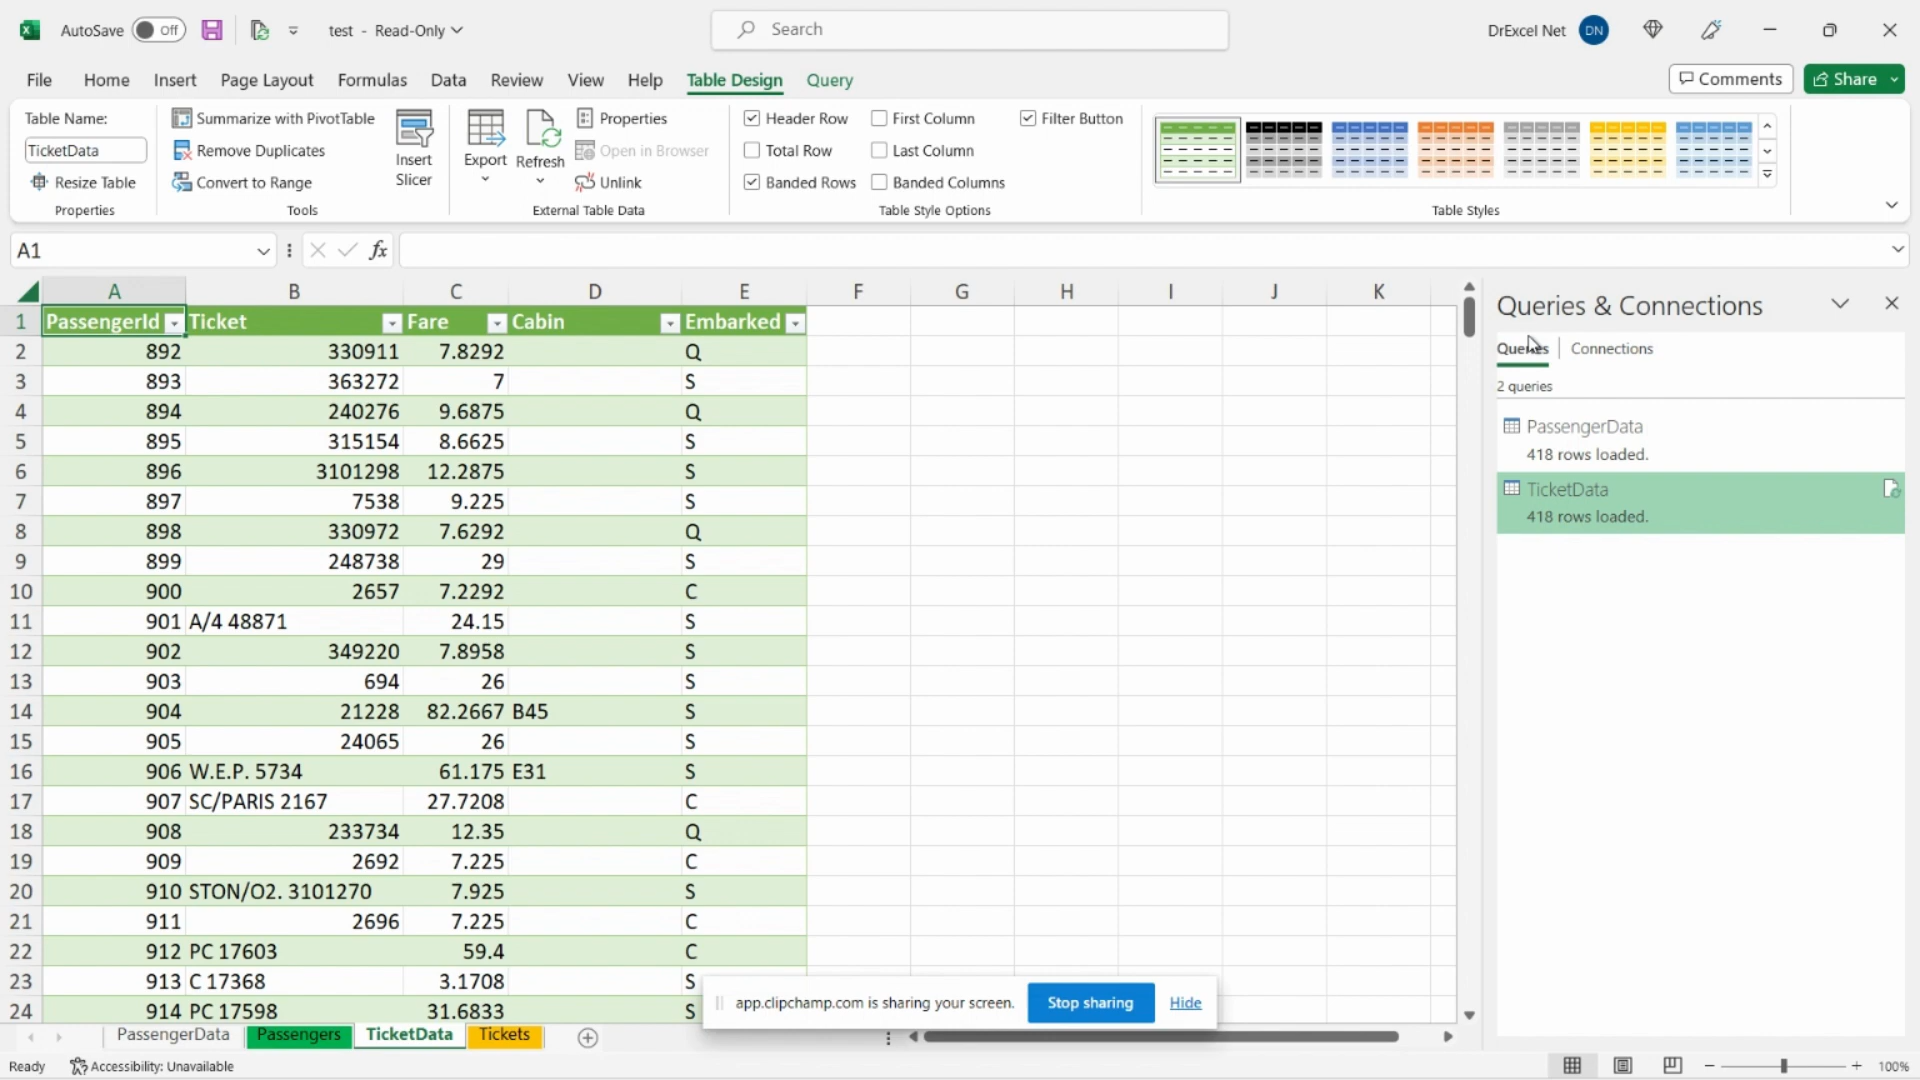 AutoSave Off test - Read-Only Search DrExcel Net DN
File Home Insert Page Layout Formulas Data Review View Help Table Design Query Comments Share
Table Name:
TicketData
Resize Table
Properties
Summarize with PivotTable
Remove Duplicates
Convert to Range
Insert
Slicer
Tools
Export
Refresh
Properties
Open in Browser
Unlink
External Table Data
Header Row First Column Filter Button
Total Row Last Column
Banded Rows Banded Columns
Table Style Options
Table Styles
A1 fx
A B C D E F G H I J K
1 PassengerId Ticket Fare Cabin Embarked
2 892 330911 7.8292 Q
3 893 363272 7 S
4 894 240276 9.6875 Q
5 895 315154 8.6625 S
6 896 3101298 12.2875 S
7 897 7538 9.225 S
8 898 330972 7.6292 Q
9 899 248738 29 S
10 900 2657 7.2292 C
11 901 A/4 48871 24.15 S
12 902 349220 7.8958 S
13 903 694 26 S
14 904 21228 82.2667 B45 S
15 905 24065 26 S
16 906 W.E.P. 5734 61.175 E31 S
17 907 SC/PARIS 2167 27.7208 C
18 908 233734 12.35 Q
19 909 2692 7.225 C
20 910 STON/O2. 3101270 7.925 S
21 911 2696 7.225 C
22 912 PC 17603 59.4 C
23 913 C 17368 3.1708 S
24 914 PC 17598 31.6833 S
Queries & Connections
Queries Connections
2 queries
PassengerData
418 rows loaded.
TicketData
418 rows loaded.
app.clipchamp.com is sharing your screen. Stop sharing Hide
PassengerData Passengers TicketData Tickets
Ready Accessibility: Unavailable 100%